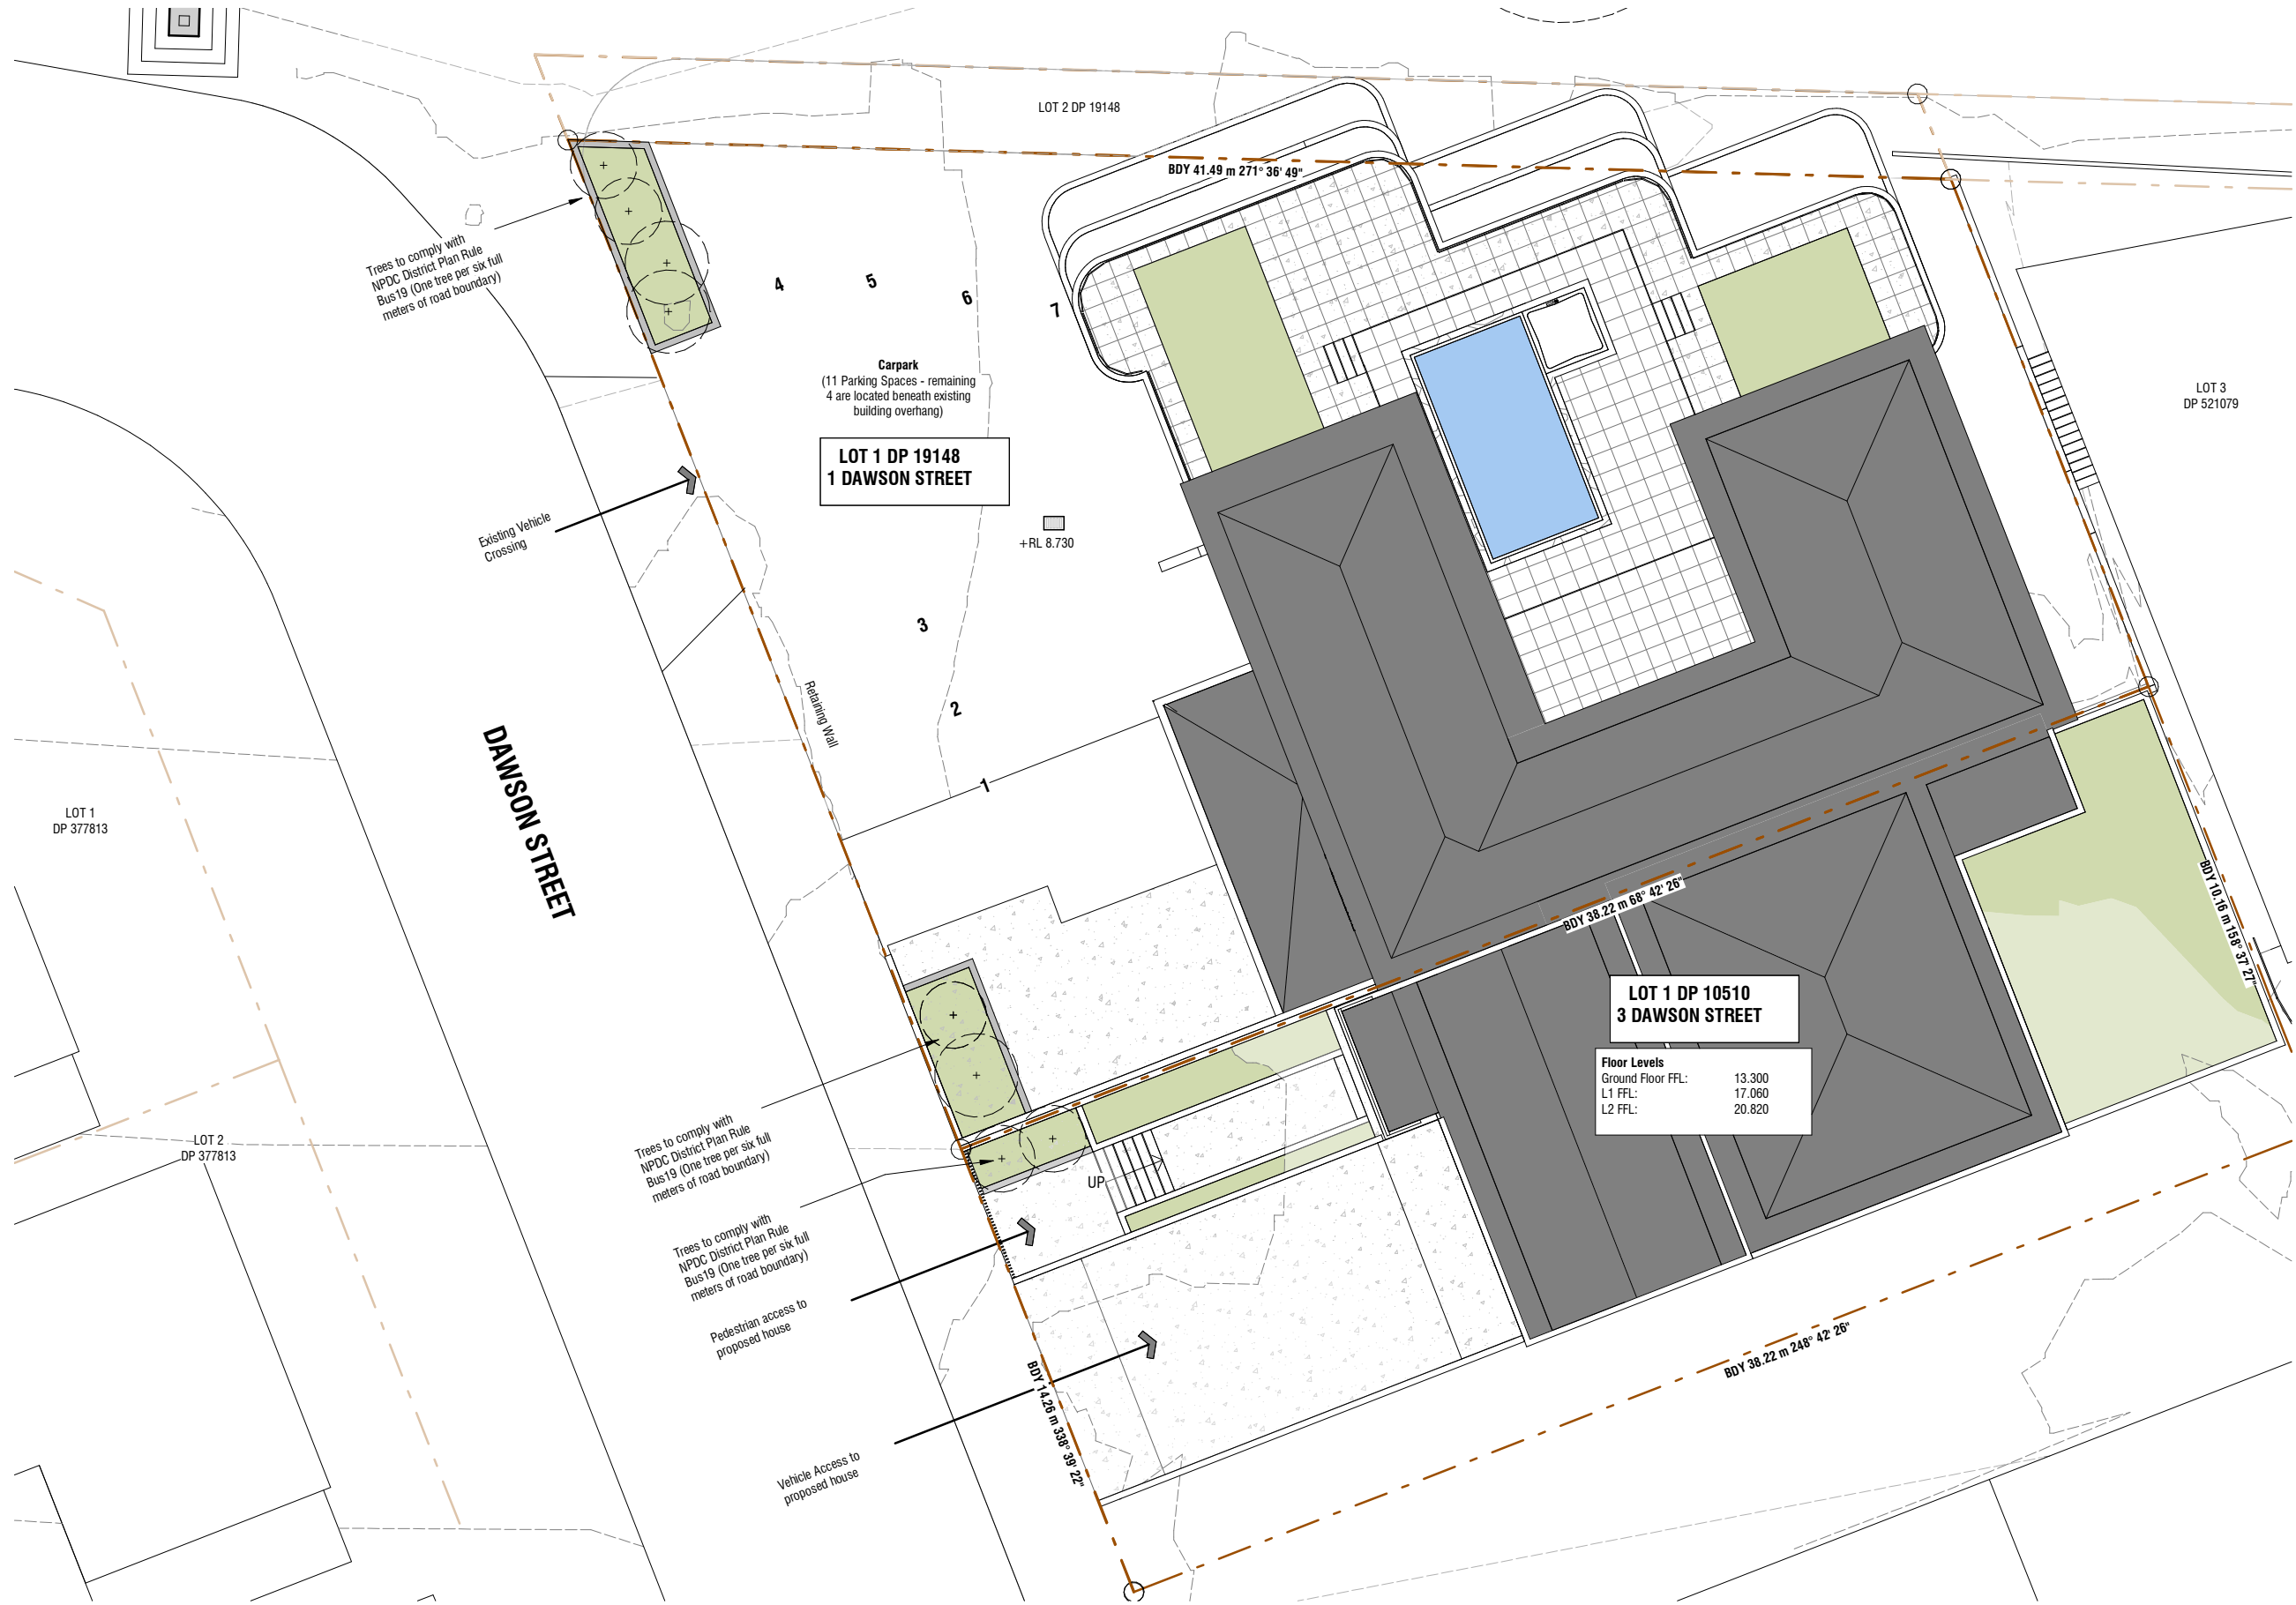 LOT 2 DP 19148
BDY 41.49 m 271° 36' 49"
Trees to comply with
NPDC District Plan Rule
Bus19 (One tree per six full
meters of road boundary)
4
5
6
7
Carpark
(11 Parking Spaces - remaining
4 are located beneath existing
building overhang)
LOT 1 DP 19148
1 DAWSON STREET
LOT 3
DP 521079
Existing Vehicle
Crossing
+RL 8.730
3
Retaining Wall
2
1
DAWSON STREET
LOT 1
DP 377813
BDY 38.22 m 68° 42' 26"
BDY 10.16 m 158° 37' 27"
LOT 1 DP 10510
3 DAWSON STREET
Floor Levels
Ground Floor FFL: 13.300
L1 FFL: 17.060
L2 FFL: 20.820
LOT 2
DP 377813
Trees to comply with
NPDC District Plan Rule
Bus19 (One tree per six full
meters of road boundary)
UP
Trees to comply with
NPDC District Plan Rule
Bus19 (One tree per six full
meters of road boundary)
Pedestrian access to
proposed house
BDY 14.26 m 338° 39' 22"
BDY 38.22 m 248° 42' 26"
Vehicle Access to
proposed house